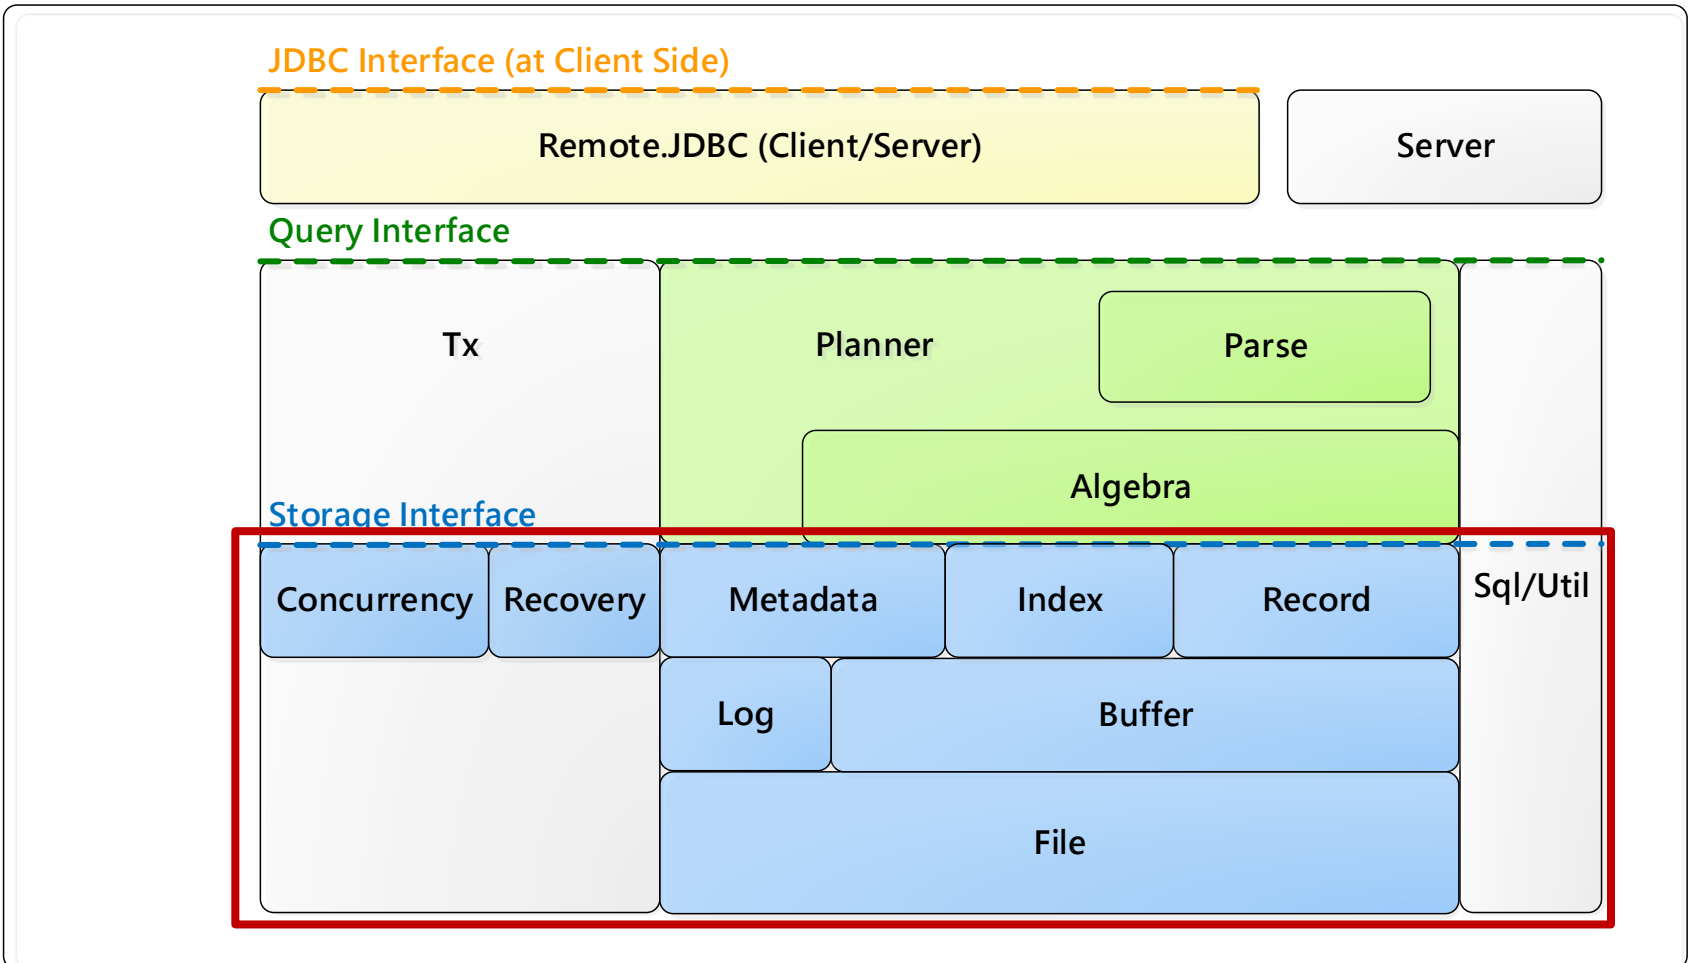 JDBC Interface (at Client Side)
Remote.JDBC (Client/Server)
Server
Query Interface
Tx
Planner
Parse
Algebra
Storage Interface
Concurrency
Recovery
Metadata
Index
Record
Sql/Util
Log
Buffer
File